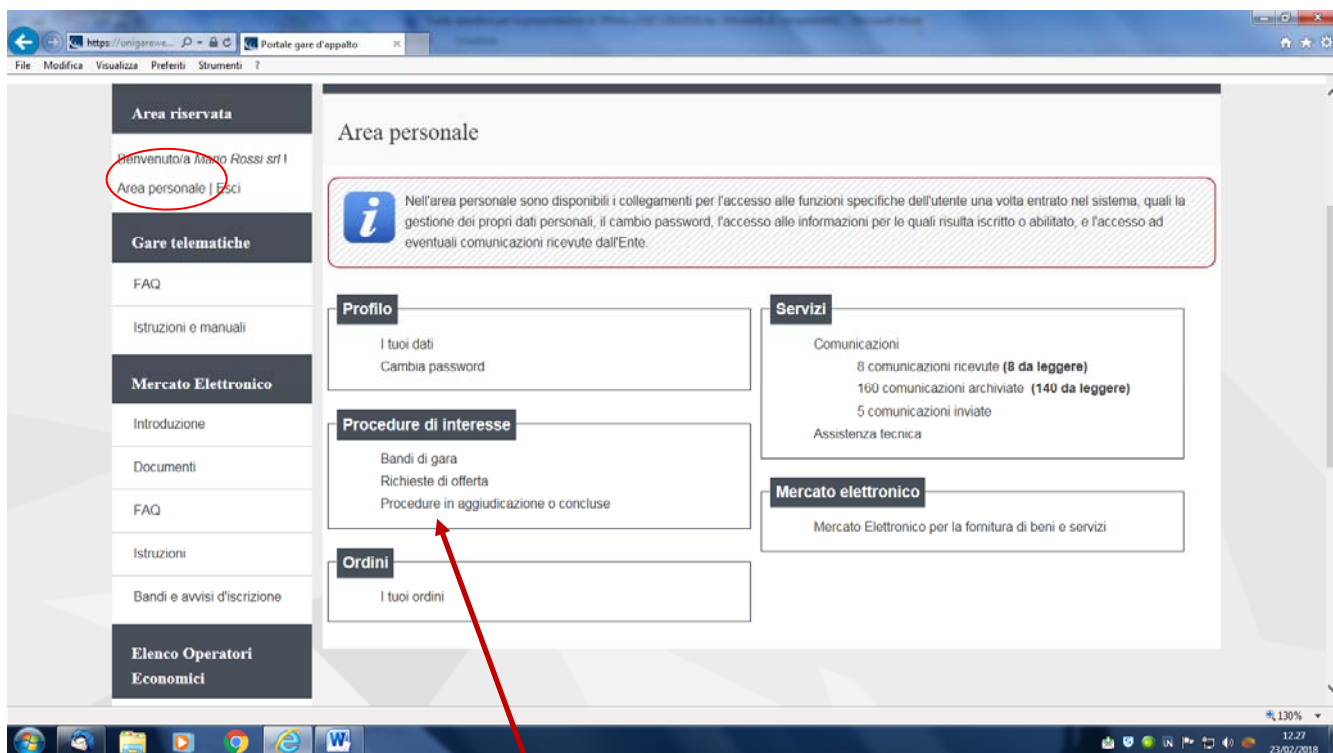 https://unigarewe...
Portale gare d'appalto
File Modifica Visualizza Preferiti Strumenti ?
Area riservata
Benvenuto/a Mario Rossi srl !
Area personale | Esci
Gare telematiche
FAQ
Istruzioni e manuali
Mercato Elettronico
Introduzione
Documenti
FAQ
Istruzioni
Bandi e avvisi d'iscrizione
Elenco Operatori
Economici
Area personale
Nell'area personale sono disponibili i collegamenti per l'accesso alle funzioni specifiche dell'utente una volta entrato nel sistema, quali la
gestione dei propri dati personali, il cambio password, l'accesso alle informazioni per le quali risulta iscritto o abilitato, e l'accesso ad
eventuali comunicazioni ricevute dall'Ente.
Profilo
I tuoi dati
Cambia password
Procedure di interesse
Bandi di gara
Richieste di offerta
Procedure in aggiudicazione o concluse
Ordini
I tuoi ordini
Servizi
Comunicazioni
8 comunicazioni ricevute (8 da leggere)
160 comunicazioni archiviate (140 da leggere)
5 comunicazioni inviate
Assistenza tecnica
Mercato elettronico
Mercato Elettronico per la fornitura di beni e servizi
130%
12.27
23/02/2018